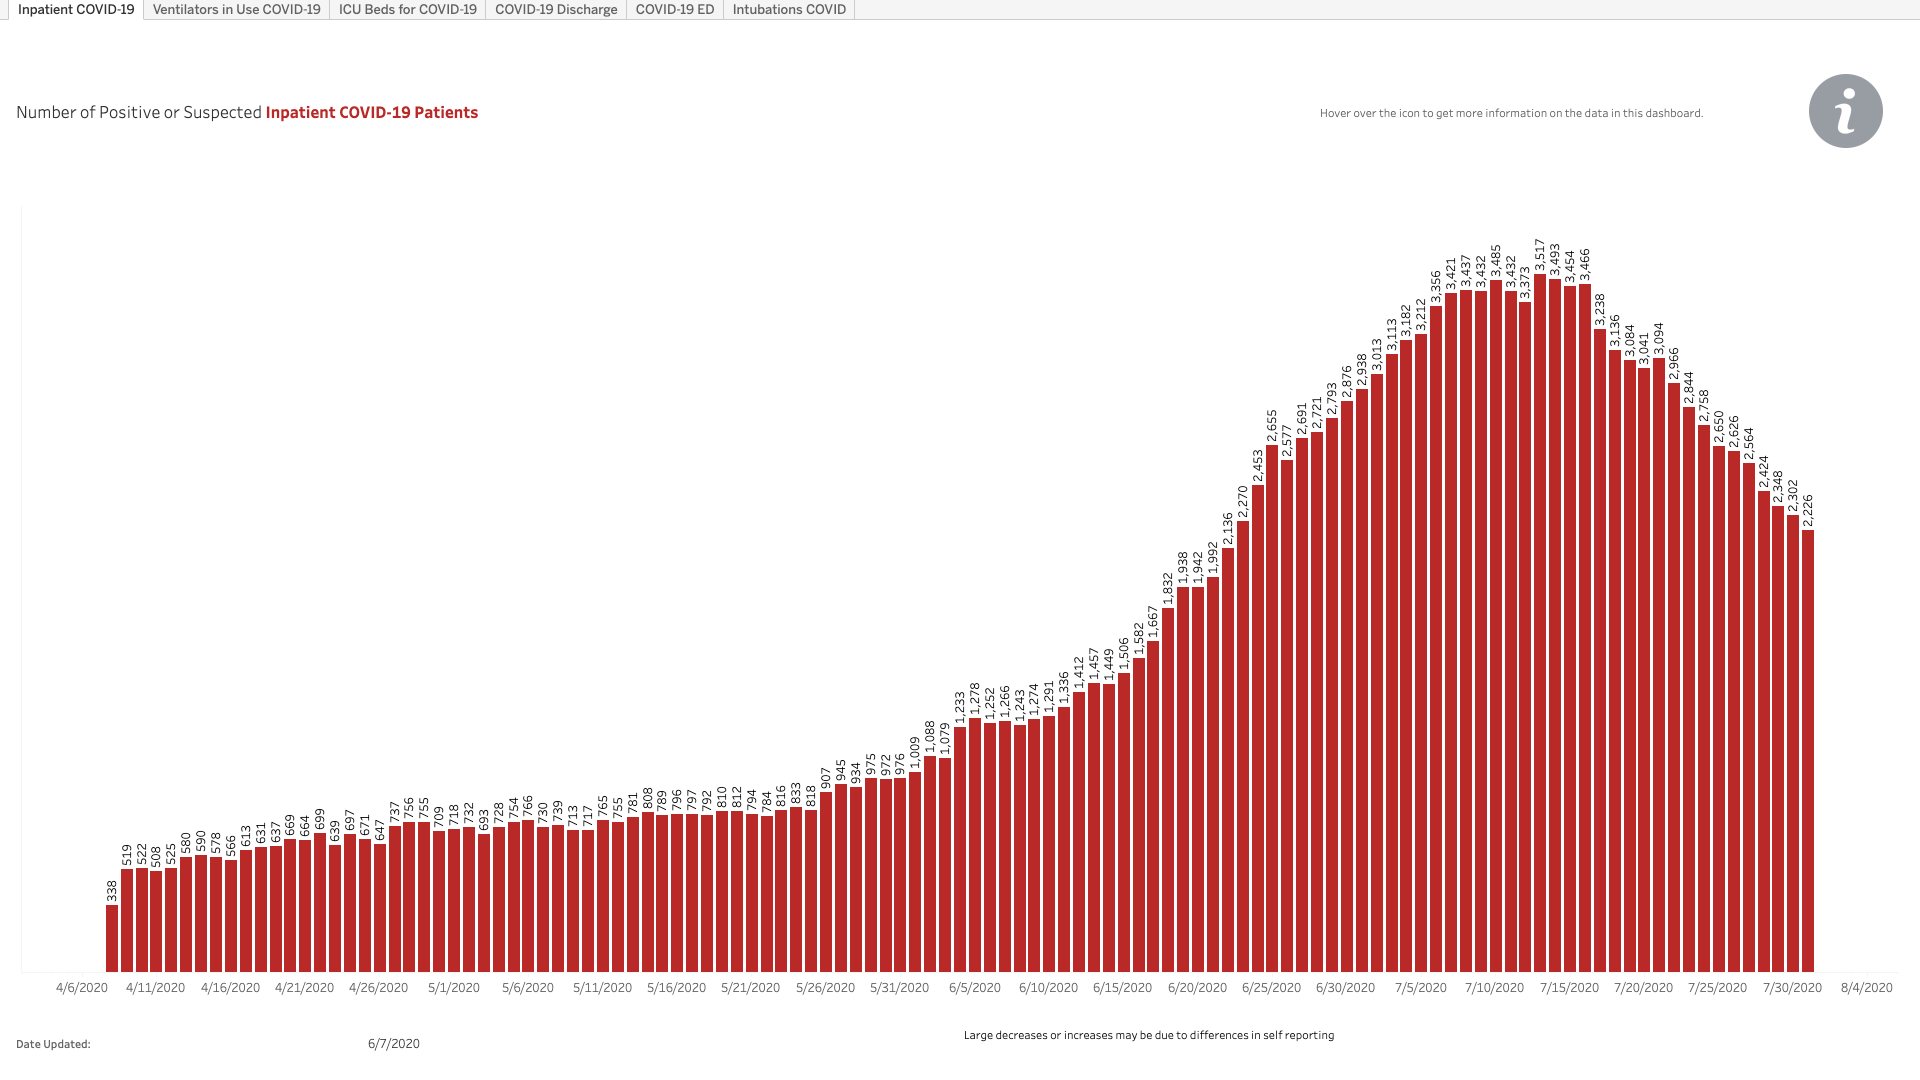 Inpatient COVID-19 Ventilators in Use COVID-19 ICU Beds for COVID-19 COVID-19 Discharge COVID-19 ED Intubations COVID
Number of Positive or Suspected Inpatient COVID-19 Patients
Hover over the icon to get more information on the data in this dashboard.
i
338 519 522 508 525 580 590 578 566 613 631 637 669 664 699 639 697 671 647 737 756 755 709 718 732 693 728 754 766 730 739 713 717 765 755 781 808 789 796 797 792 810 812 794 784 816 833 818 907 945 934 975 972 976 1,009 1,088 1,079 1,233 1,278 1,252 1,266 1,243 1,274 1,291 1,336 1,412 1,457 1,449 1,506 1,582 1,667 1,832 1,938 1,942 1,992 2,136 2,270 2,453 2,655 2,577 2,691 2,721 2,793 2,876 2,938 3,013 3,113 3,182 3,212 3,356 3,421 3,437 3,432 3,485 3,432 3,373 3,517 3,493 3,454 3,466 3,238 3,136 3,084 3,041 3,094 2,966 2,844 2,758 2,650 2,626 2,564 2,424 2,348 2,302 2,226
4/6/2020 4/11/2020 4/16/2020 4/21/2020 4/26/2020 5/1/2020 5/6/2020 5/11/2020 5/16/2020 5/21/2020 5/26/2020 5/31/2020 6/5/2020 6/10/2020 6/15/2020 6/20/2020 6/25/2020 6/30/2020 7/5/2020 7/10/2020 7/15/2020 7/20/2020 7/25/2020 7/30/2020 8/4/2020
Large decreases or increases may be due to differences in self reporting
Date Updated: 6/7/2020